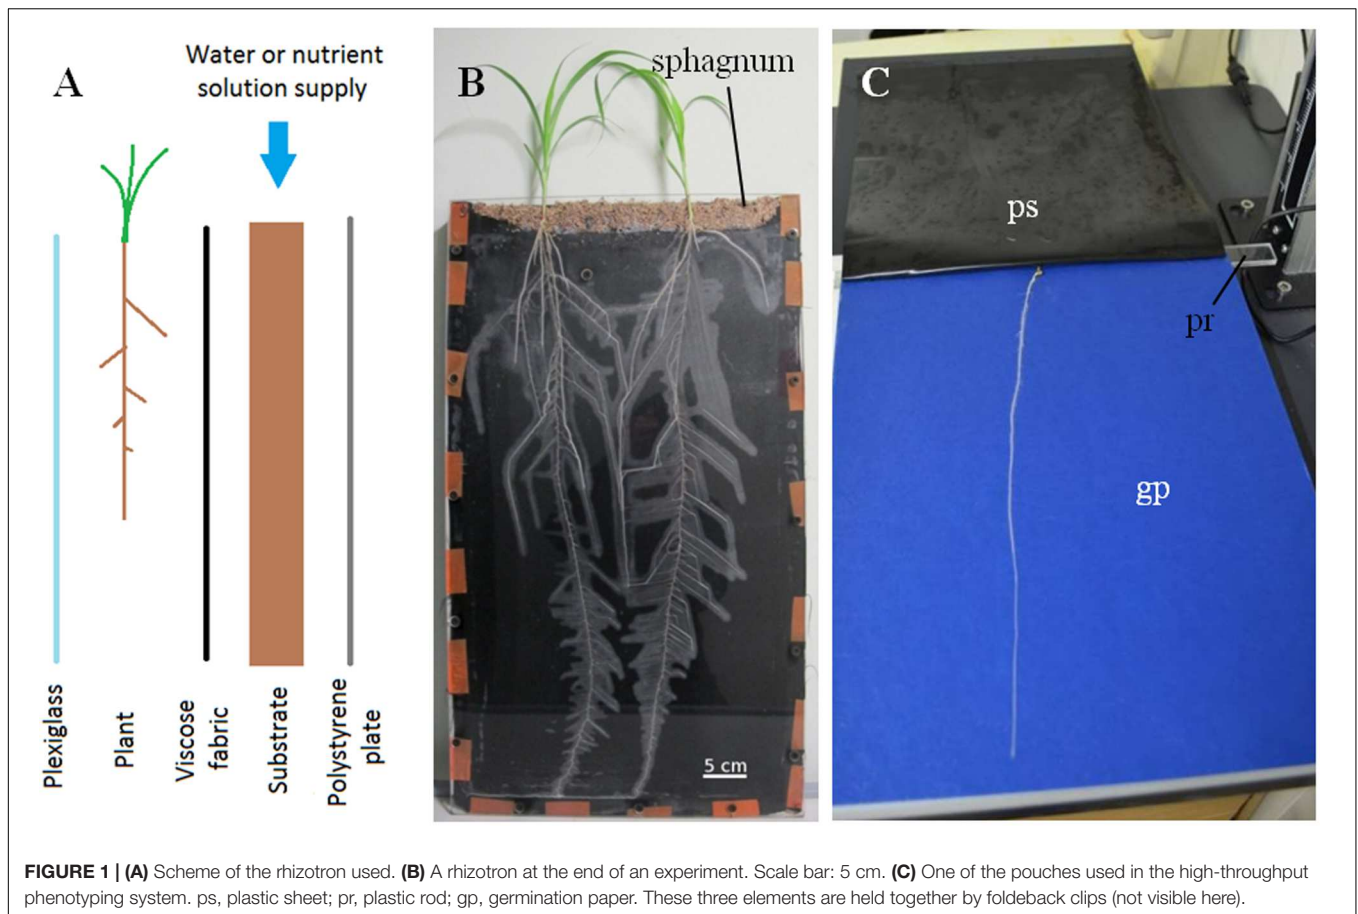 A
Water or nutrient
solution supply
Plexiglass
Plant
Viscose
fabric
Substrate
Polystyrene
plate
B
sphagnum
5 cm
C
ps
pr
gp
FIGURE 1 | (A) Scheme of the rhizotron used. (B) A rhizotron at the end of an experiment. Scale bar: 5 cm. (C) One of the pouches used in the high-throughput
phenotyping system. ps, plastic sheet; pr, plastic rod; gp, germination paper. These three elements are held together by foldeback clips (not visible here).